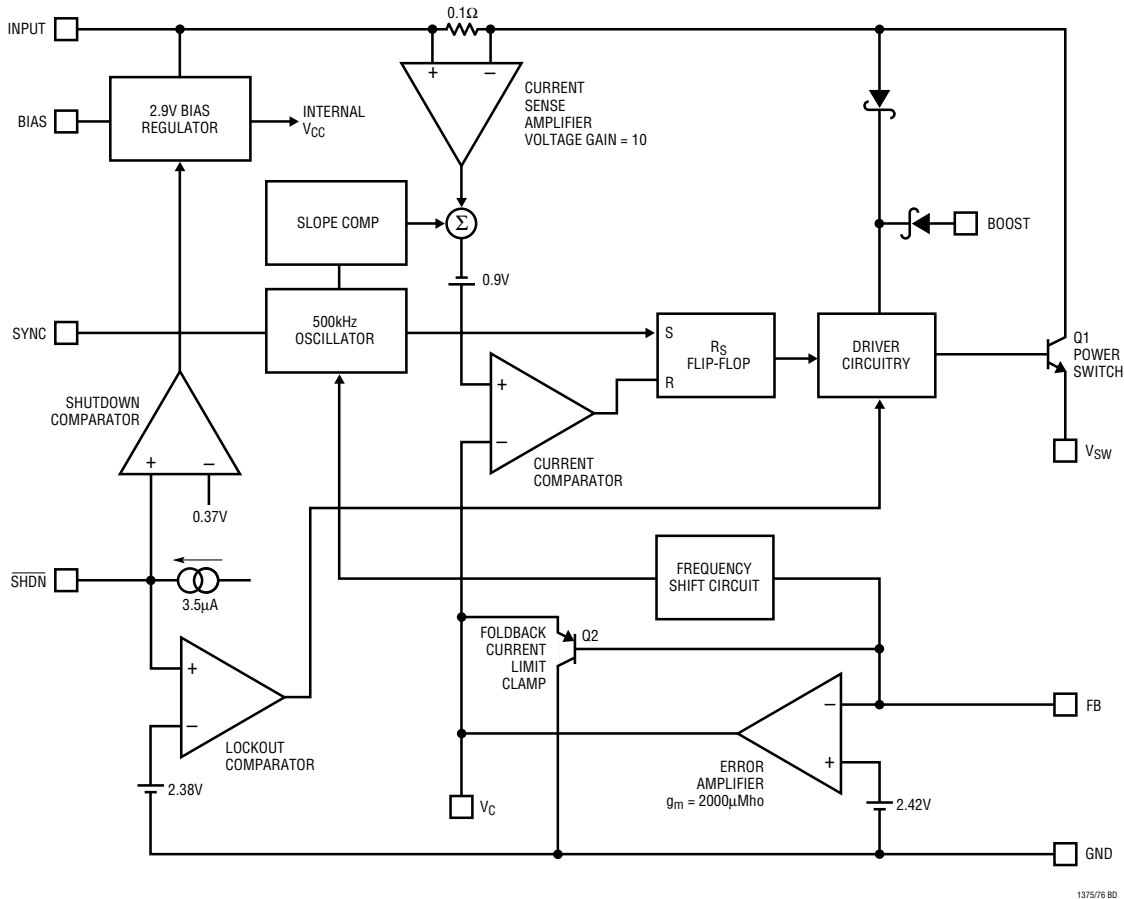 INPUT
0.1Ω
+
–
CURRENT
SENSE
AMPLIFIER
VOLTAGE GAIN = 10
2.9V BIAS
REGULATOR
INTERNAL
VCC
BIAS
SLOPE COMP
Σ
BOOST
0.9V
SYNC
500kHz
OSCILLATOR
S
RS
FLIP-FLOP
R
DRIVER
CIRCUITRY
Q1
POWER
SWITCH
SHUTDOWN
COMPARATOR
+
–
+
–
CURRENT
COMPARATOR
VSW
0.37V
SHDN
3.5µA
FREQUENCY
SHIFT CIRCUIT
FOLDBACK
CURRENT
LIMIT
CLAMP
Q2
+
–
LOCKOUT
COMPARATOR
–
+
FB
ERROR
AMPLIFIER
gm = 2000µMho
2.38V
VC
2.42V
GND
1375/76 BD